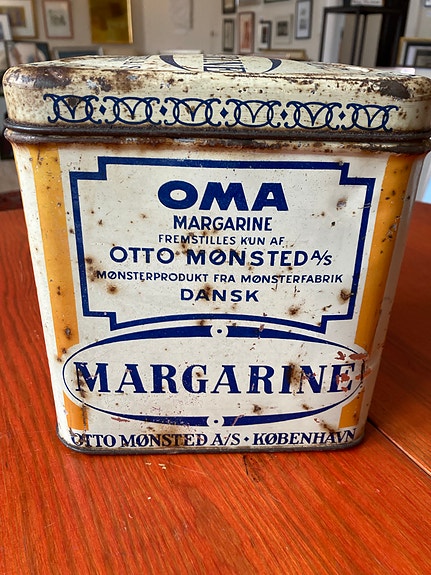 OMA
MARGARINE
FREMSTILLES KUN AF
OTTO MØNSTED A/S
MØNSTERPRODUKT FRA MØNSTERFABRIK
DANSK
MARGARINE
OTTO MØNSTED A/S · KØBENHAVN